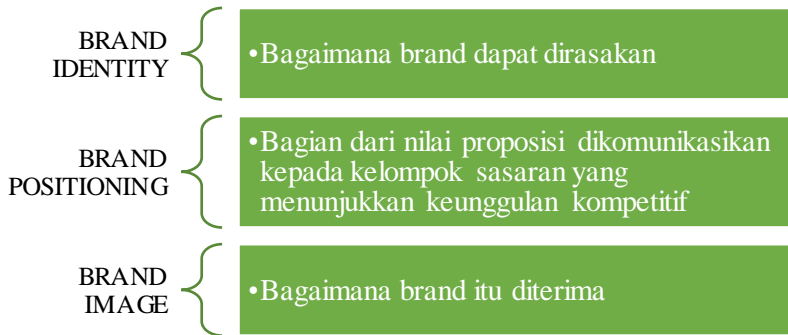 BRAND
IDENTITY
•Bagaimana brand dapat dirasakan
BRAND
POSITIONING
•Bagian dari nilai proposisi dikomunikasikan
kepada kelompok sasaran yang
menunjukkan keunggulan kompetitif
BRAND
IMAGE
•Bagaimana brand itu diterima